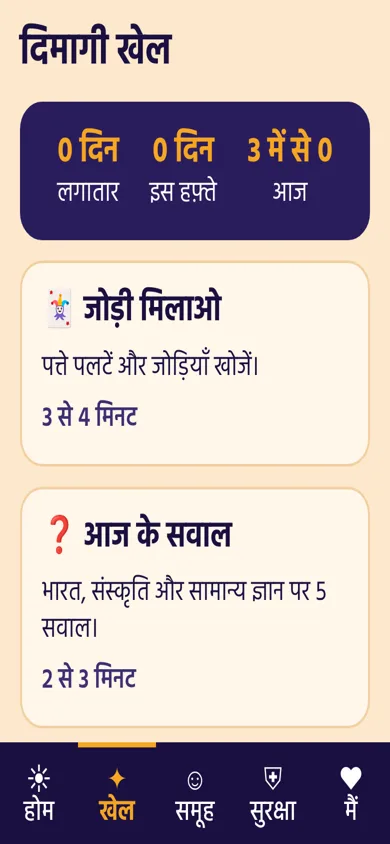 दिमागी खेल
0 दिन 0 दिन 3 में से 0
लगातार इस हफ़्ते आज
जोड़ी मिलाओ
पत्ते पलटें और जोड़ियाँ खोजें।
3 से 4 मिनट
❓ आज के सवाल
भारत, संस्कृति और सामान्य ज्ञान पर 5
सवाल।
2 से 3 मिनट
होम खेल समूह सुरक्षा मैं